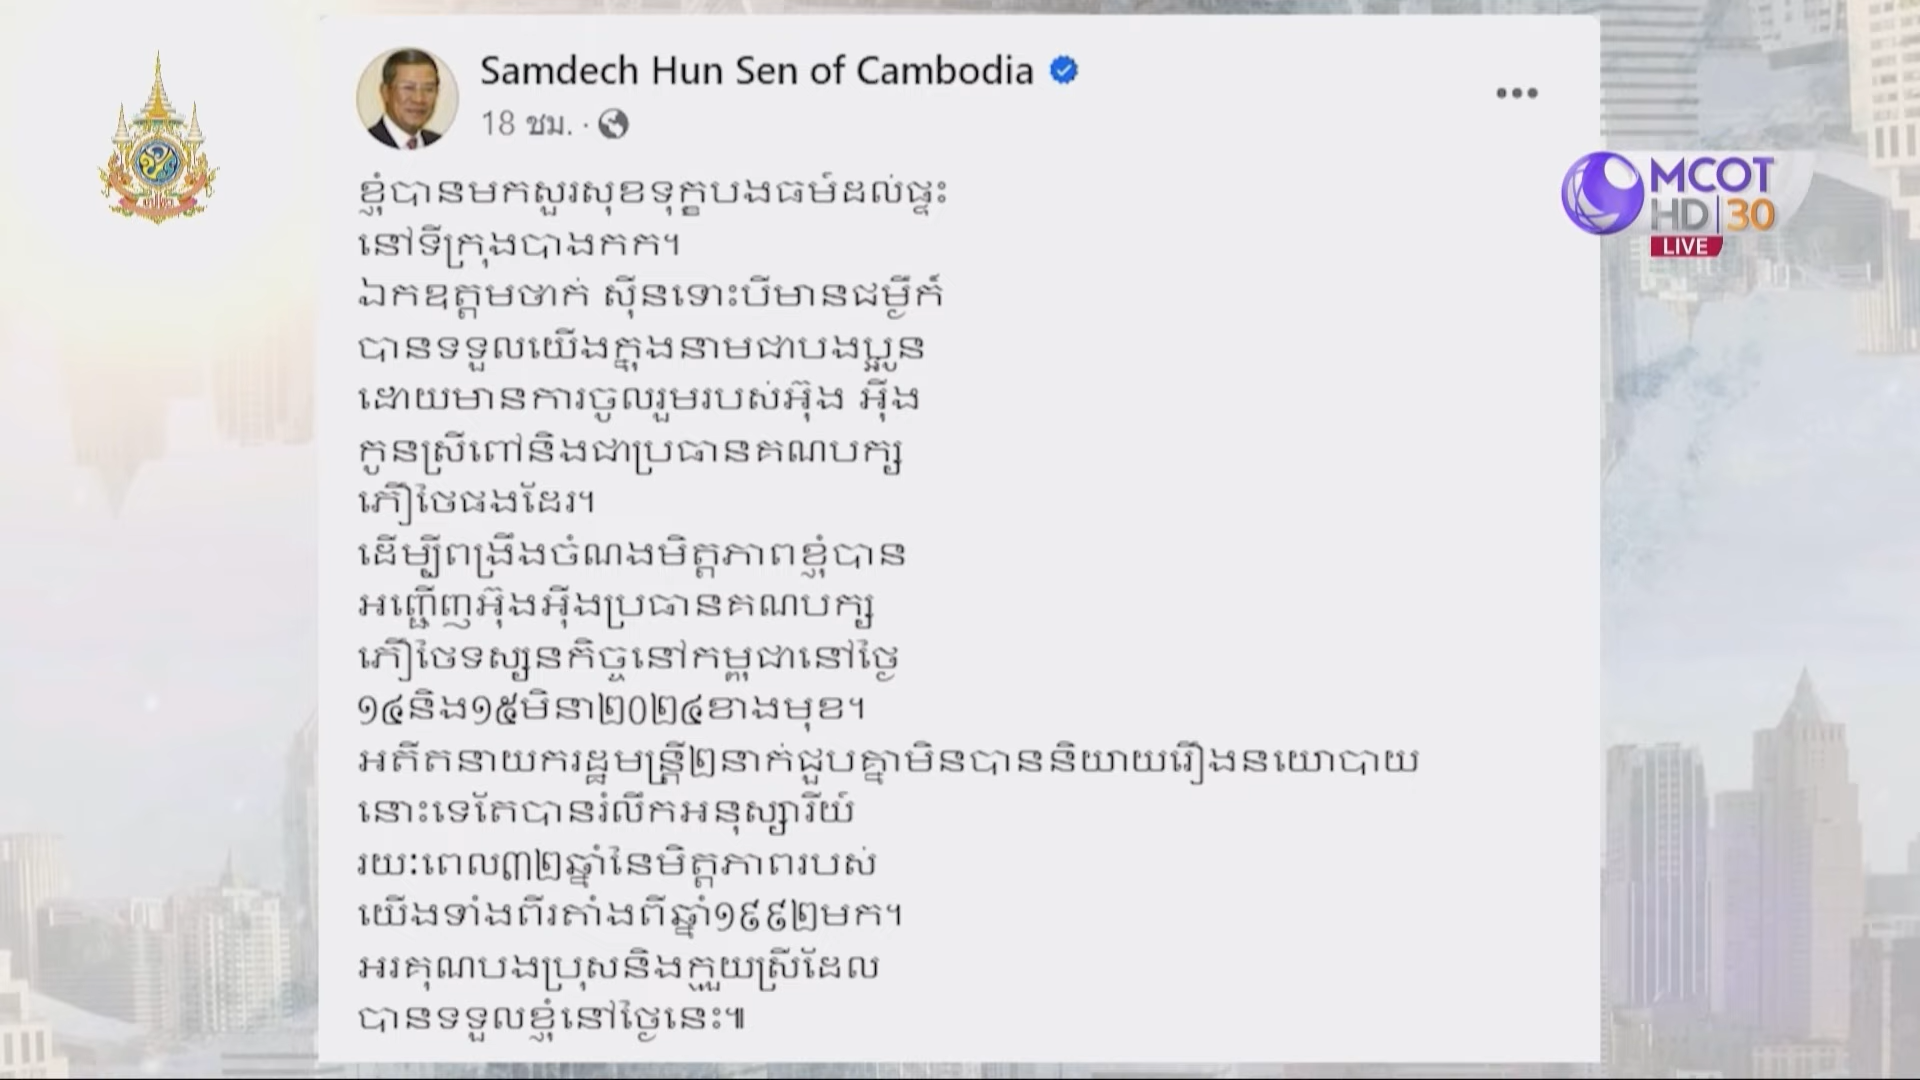 Samdech Hun Sen of Cambodia
18 ชม. ·
MCOT
HD 30
LIVE
ខ្ញុំបានមកសួរសុខទុក្ខបងធម៍ដល់ផ្ទះ
នៅទីក្រុងបាងកក។
ឯកឧត្តមថាក់ ស៊ីនទោះបីមានជម្ងឺក៏
បានទទួលយើងក្នុងនាមជាបងប្អូន
ដោយមានការចូលរួមរបស់អ៊ុង អ៊ីង
កូនស្រីពៅនិងជាប្រធានគណបក្ស
ភឿថៃផងដែរ។
ដើម្បីពង្រឹងចំណងមិត្តភាពខ្ញុំបាន
អញ្ជើញអ៊ុងអ៊ីងប្រធានគណបក្ស
ភឿថៃទស្សនកិច្ចនៅកម្ពុជានៅថ្ងៃ
១៤និង១៥មិនា២០២៤ខាងមុខ។
អតីតនាយករដ្ឋមន្ត្រី២នាក់ជួបគ្នាមិនបាននិយាយរឿងនយោបាយ
នោះទេតែបានរំលឹកអនុស្សារីយ៍
រយៈពេល៣២ឆ្នាំនៃមិត្តភាពរបស់
យើងទាំងពីរតាំងពីឆ្នាំ១៩៩២មក។
អរគុណបងប្រុសនិងក្មួយស្រីដែល
បានទទួលខ្ញុំនៅថ្ងៃនេះ៕